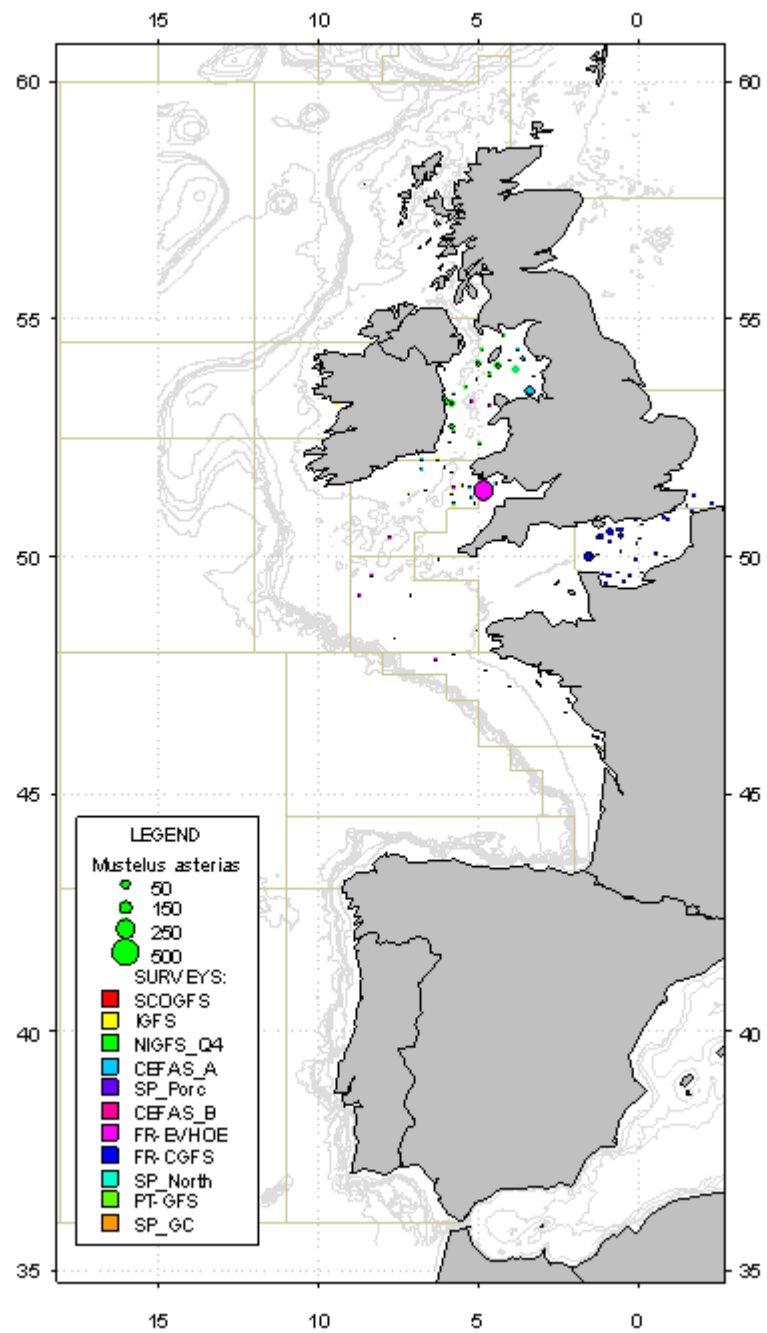 15 10 5 0
60 60
55 55
50 50
45 45
LEGEND
Mustelus asterias
50
150
250
500
SURVEYS:
SCOGFS
IGFS
NIGFS_Q4
CEFAS_A
SP_Porc
CEFAS_B
FR-EVHOE
FR-CGFS
SP_North
PT-GFS
SP_GC
40 40
35 35
15 10 5 0